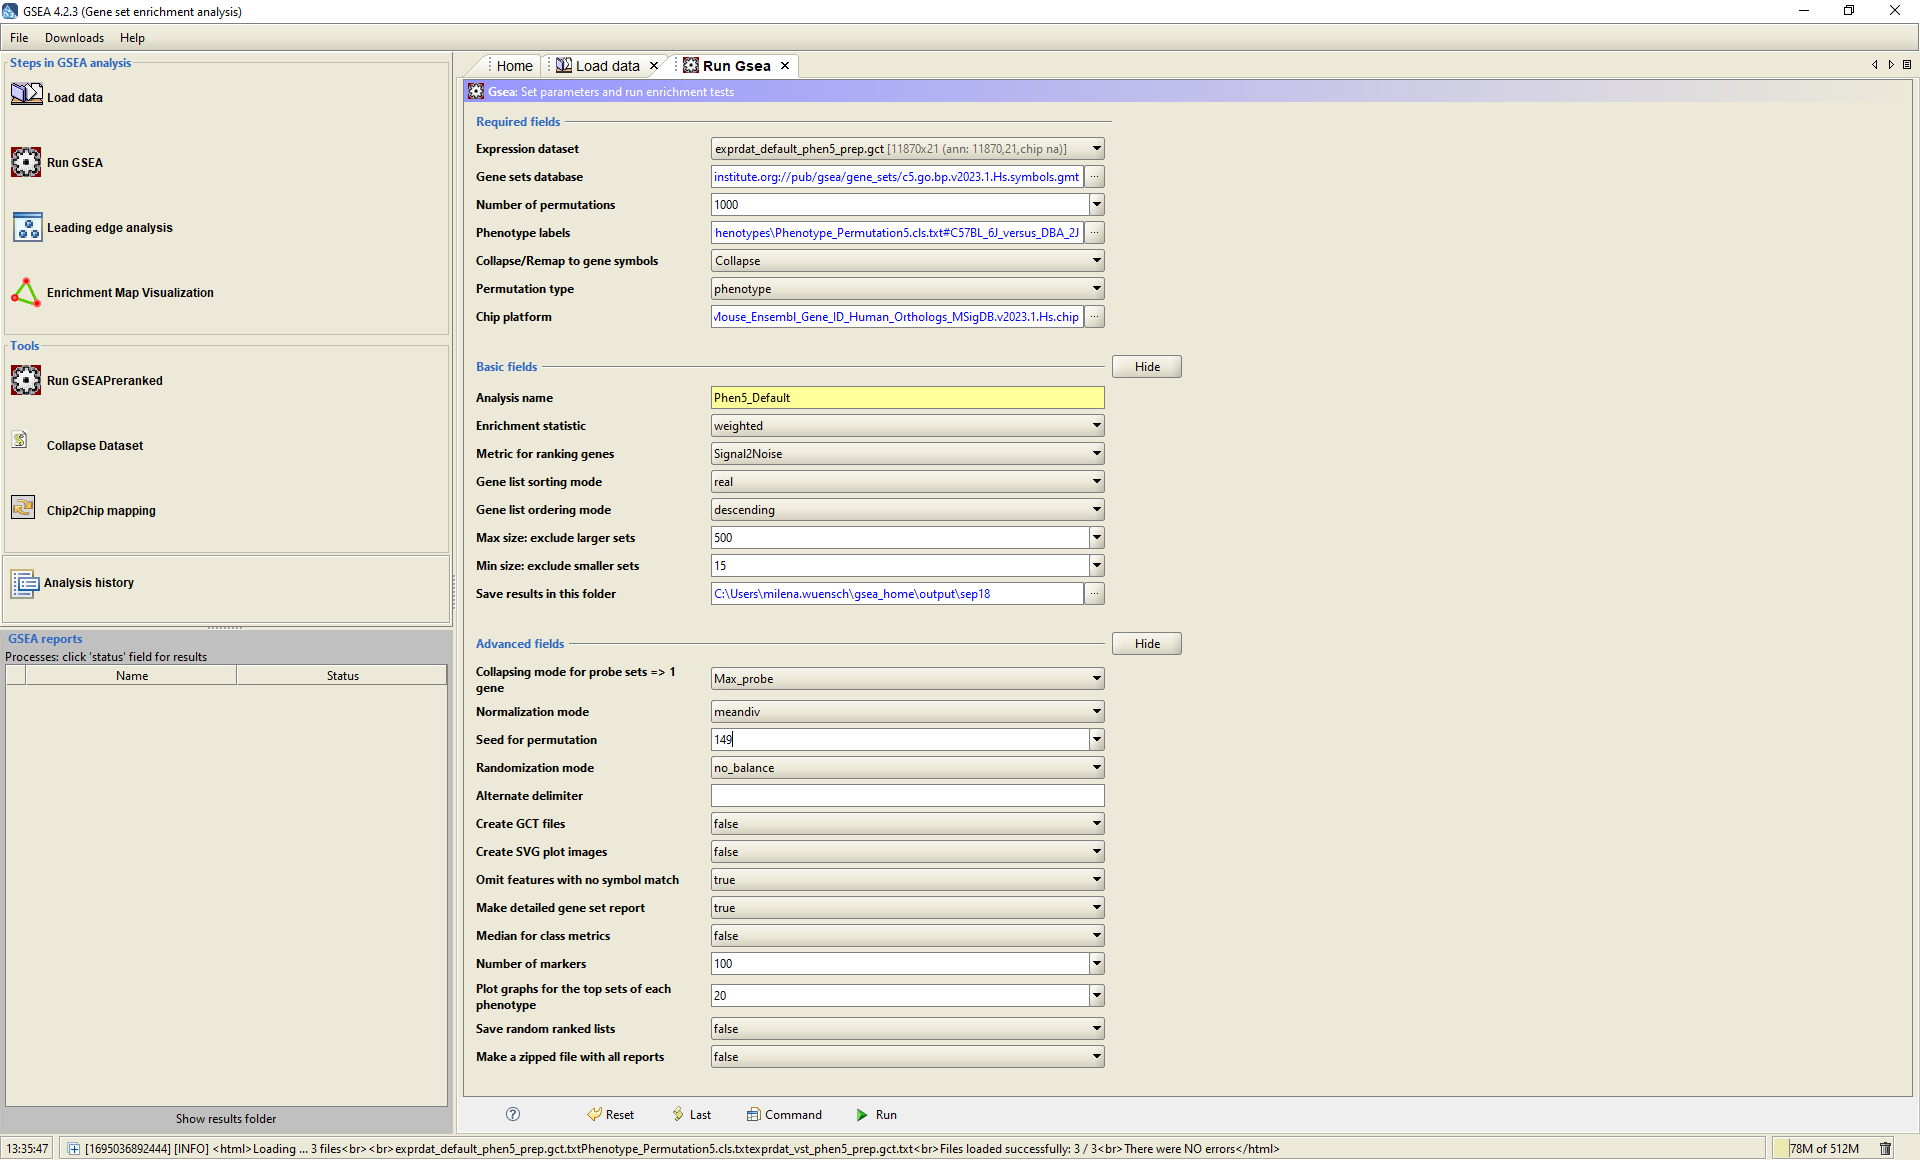 GSEA 4.2.3 (Gene set enrichment analysis)
File Downloads Help
Steps in GSEA analysis
Load data
Run GSEA
Leading edge analysis
Enrichment Map Visualization
Tools
Run GSEAPreranked
Collapse Dataset
Chip2Chip mapping
Analysis history
GSEA reports
Processes: click 'status' field for results
Name Status
Show results folder
Home Load data Run Gsea
Gsea: Set parameters and run enrichment tests
Required fields
Expression dataset exprdat_default_phen5_prep.gct [11870x21 (ann: 11870,21,chip na)]
Gene sets database institute.org://pub/gsea/gene_sets/c5.go.bp.v2023.1.Hs.symbols.gmt ...
Number of permutations 1000
Phenotype labels henotypes\Phenotype_Permutation5.cls.txt#C57BL_6J_versus_DBA_2J ...
Collapse/Remap to gene symbols Collapse
Permutation type phenotype
Chip platform Mouse_Ensembl_Gene_ID_Human_Orthologs_MSigDB.v2023.1.Hs.chip ...
Basic fields Hide
Analysis name Phen5_Default
Enrichment statistic weighted
Metric for ranking genes Signal2Noise
Gene list sorting mode real
Gene list ordering mode descending
Max size: exclude larger sets 500
Min size: exclude smaller sets 15
Save results in this folder C:\Users\milena.wuensch\gsea_home\output\sep18 ...
Advanced fields Hide
Collapsing mode for probe sets => 1
gene Max_probe
Normalization mode meandiv
Seed for permutation 149
Randomization mode no_balance
Alternate delimiter
Create GCT files false
Create SVG plot images false
Omit features with no symbol match true
Make detailed gene set report true
Median for class metrics false
Number of markers 100
Plot graphs for the top sets of each
phenotype 20
Save random ranked lists false
Make a zipped file with all reports false
? Reset Last Command Run
13:35:47 [1695036892444] [INFO] <html>Loading ... 3 files<br><br>exprdat_default_phen5_prep.gct.txtPhenotype_Permutation5.cls.txtexprdat_vst_phen5_prep.gct.txt<br>Files loaded successfully: 3 / 3<br>There were NO errors</html> 78M of 512M